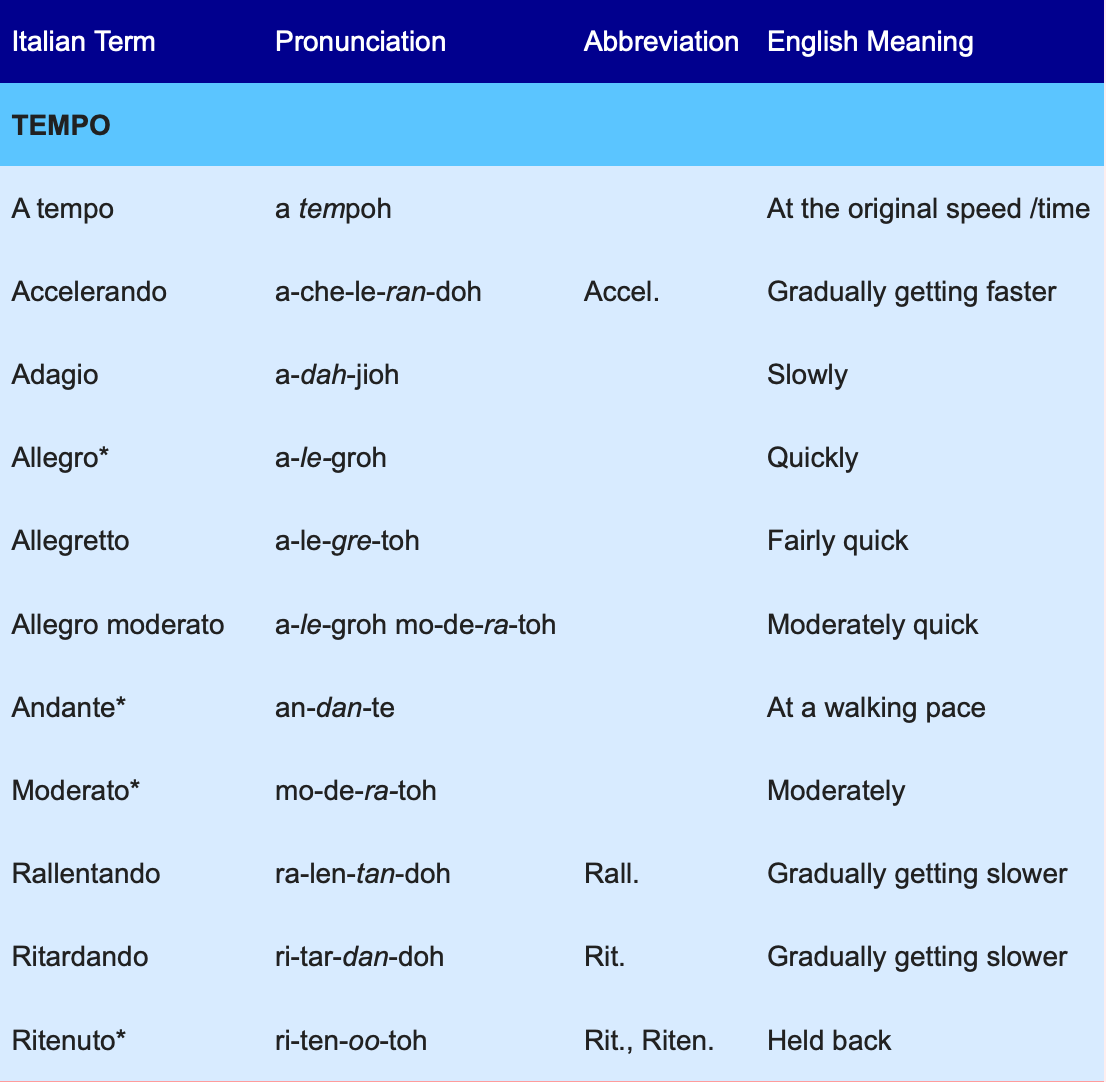 Italian Term Pronunciation Abbreviation English Meaning
TEMPO
A tempo a tempoh At the original speed /time
Accelerando a-che-le-ran-doh Accel. Gradually getting faster
Adagio a-dah-jioh Slowly
Allegro* a-le-groh Quickly
Allegretto a-le-gre-toh Fairly quick
Allegro moderato a-le-groh mo-de-ra-toh Moderately quick
Andante* an-dan-te At a walking pace
Moderato* mo-de-ra-toh Moderately
Rallentando ra-len-tan-doh Rall. Gradually getting slower
Ritardando ri-tar-dan-doh Rit. Gradually getting slower
Ritenuto* ri-ten-oo-toh Rit., Riten. Held back